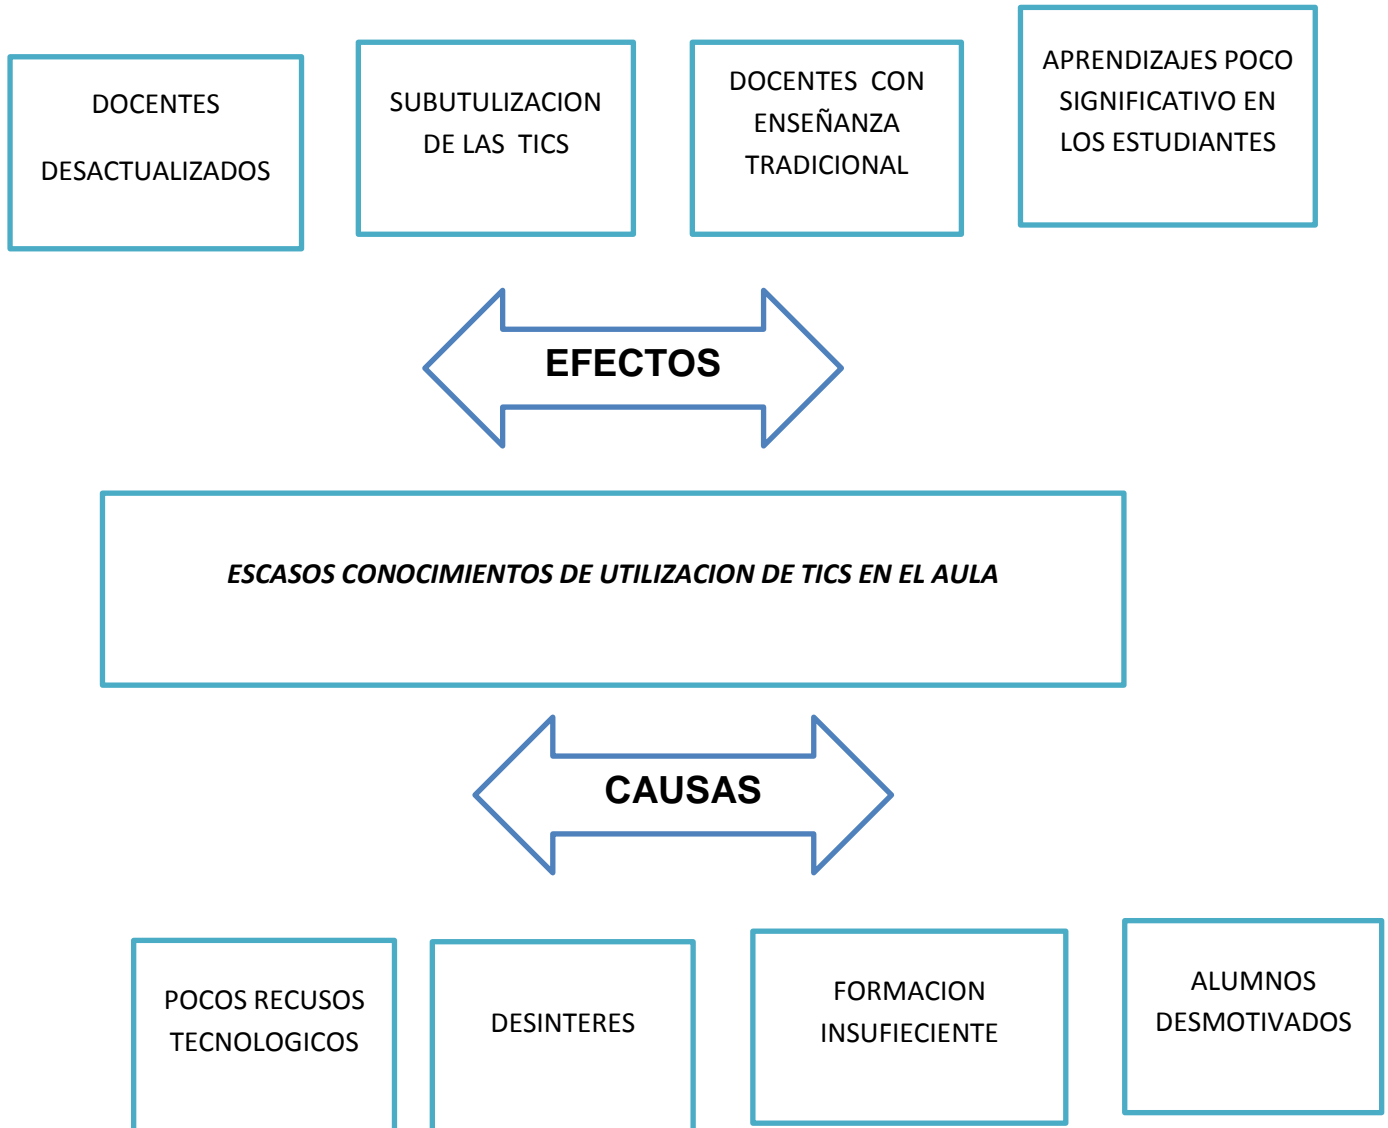 DOCENTES
DESACTUALIZADOS
SUBUTULIZACION
DE LAS TICS
DOCENTES CON
ENSEÑANZA
TRADICIONAL
APRENDIZAJES POCO
SIGNIFICATIVO EN
LOS ESTUDIANTES
EFECTOS
ESCASOS CONOCIMIENTOS DE UTILIZACION DE TICS EN EL AULA
CAUSAS
POCOS RECUSOS
TECNOLOGICOS
DESINTERES
FORMACION
INSUFIECIENTE
ALUMNOS
DESMOTIVADOS